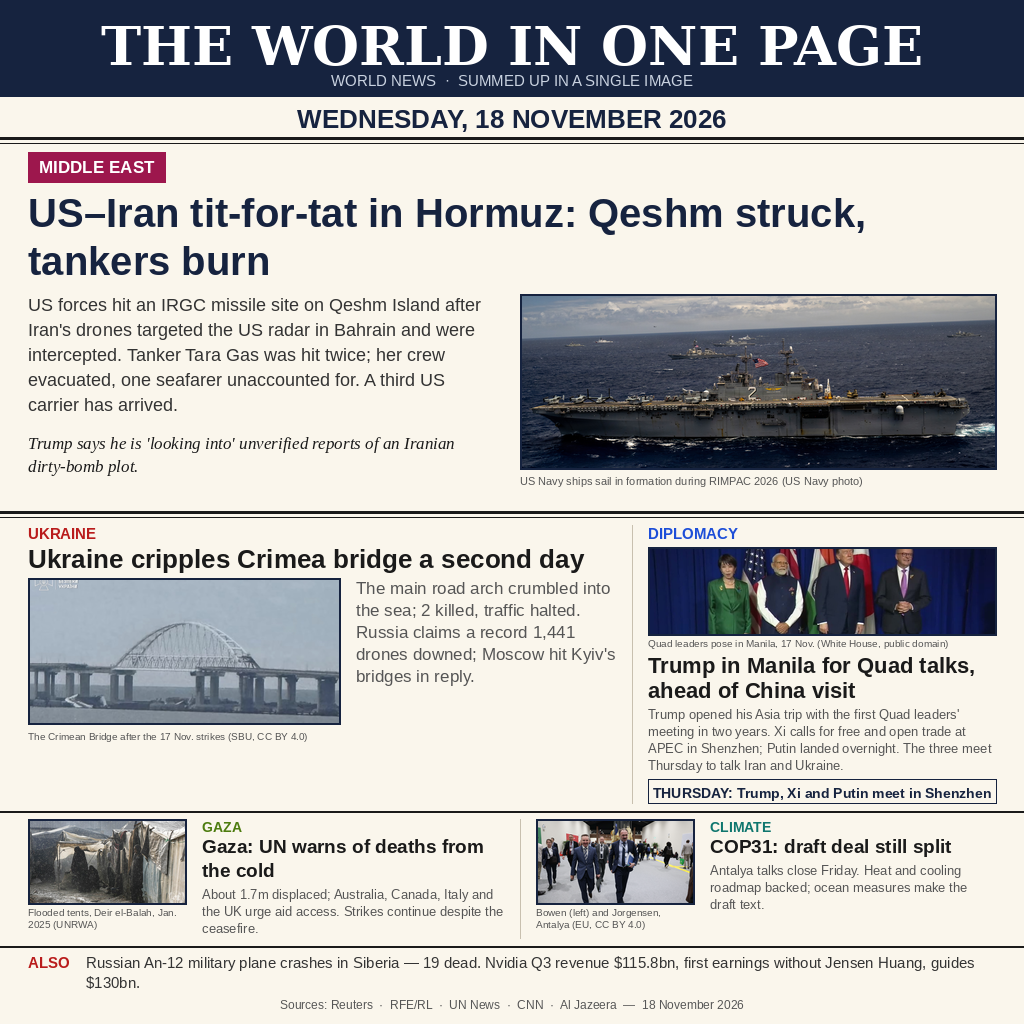 THE WORLD IN ONE PAGE
WORLD NEWS · SUMMED UP IN A SINGLE IMAGE
WEDNESDAY, 18 NOVEMBER 2026
MIDDLE EAST
US–Iran tit-for-tat in Hormuz: Qeshm struck,
tankers burn
US forces hit an IRGC missile site on Qeshm Island after
Iran's drones targeted the US radar in Bahrain and were
intercepted. Tanker Tara Gas was hit twice; her crew
evacuated, one seafarer unaccounted for. A third US
carrier has arrived.
Trump says he is 'looking into' unverified reports of an Iranian
dirty-bomb plot.
2
US Navy ships sail in formation during RIMPAC 2026 (US Navy photo)
UKRAINE
Ukraine cripples Crimea bridge a second day
The main road arch crumbled into
the sea; 2 killed, traffic halted.
Russia claims a record 1,441
drones downed; Moscow hit Kyiv's
bridges in reply.
The Crimean Bridge after the 17 Nov. strikes (SBU, CC BY 4.0)
DIPLOMACY
Quad leaders pose in Manila, 17 Nov. (White House, public domain)
Trump in Manila for Quad talks,
ahead of China visit
Trump opened his Asia trip with the first Quad leaders'
meeting in two years. Xi calls for free and open trade at
APEC in Shenzhen; Putin landed overnight. The three meet
Thursday to talk Iran and Ukraine.
THURSDAY: Trump, Xi and Putin meet in Shenzhen
GAZA
Gaza: UN warns of deaths from
the cold
About 1.7m displaced; Australia, Canada, Italy and
the UK urge aid access. Strikes continue despite the
ceasefire.
Flooded tents, Deir el-Balah, Jan.
2025 (UNRWA)
CLIMATE
COP31: draft deal still split
Antalya talks close Friday. Heat and cooling
roadmap backed; ocean measures make the
draft text.
Bowen (left) and Jorgensen,
Antalya (EU, CC BY 4.0)
ALSO Russian An-12 military plane crashes in Siberia — 19 dead. Nvidia Q3 revenue $115.8bn, first earnings without Jensen Huang, guides
$130bn.
Sources: Reuters · RFE/RL · UN News · CNN · Al Jazeera — 18 November 2026